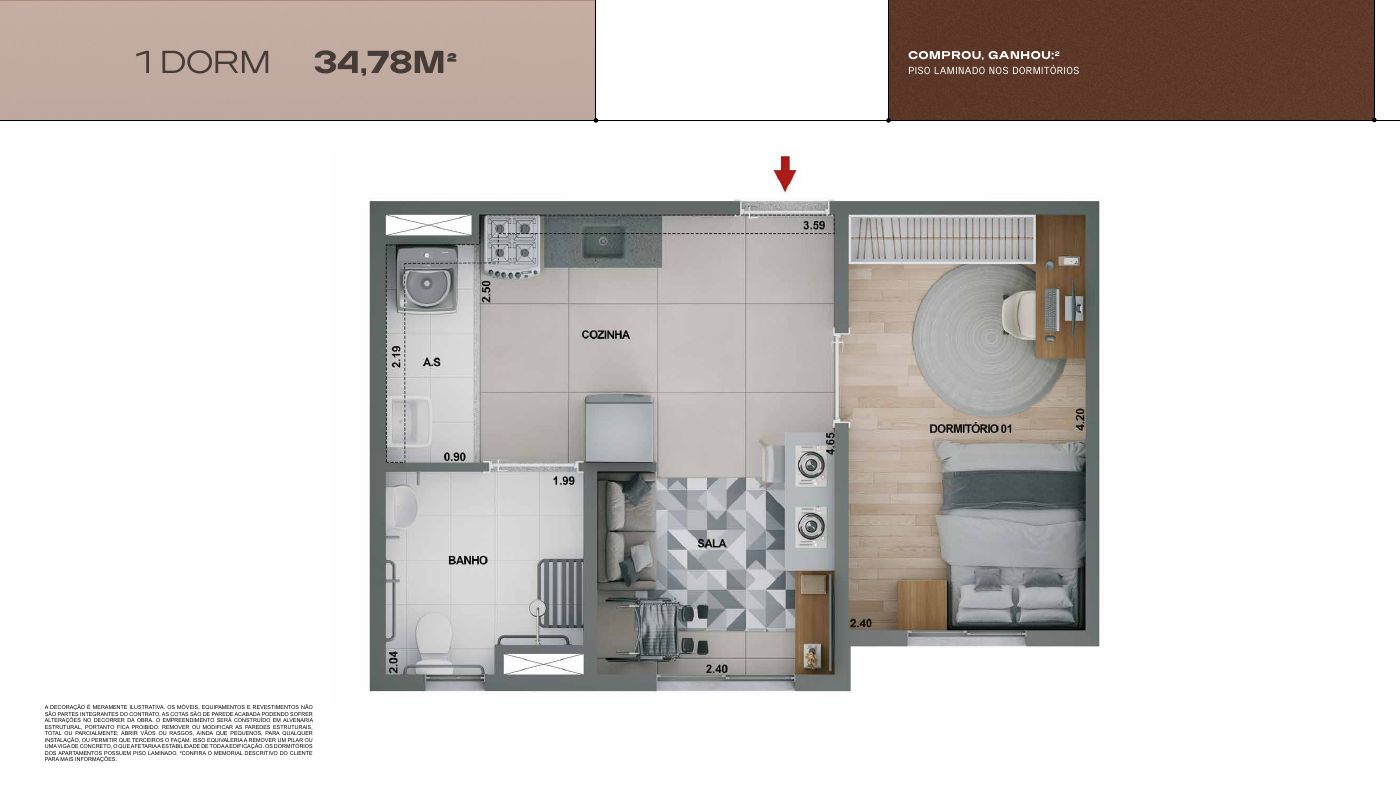 1 DORM 34,78M²
COMPROU, GANHOU:²
PISO LAMINADO NOS DORMITÓRIOS
3.59
2.50
COZINHA
2.19
A.S
4.20
DORMITÓRIO 01
4.65
0.90
1.99
SALA
BANHO
2.40
2.04
2.40
A DECORAÇÃO É MERAMENTE ILUSTRATIVA. OS MÓVEIS, EQUIPAMENTOS E REVESTIMENTOS NÃO
SÃO PARTES INTEGRANTES DO CONTRATO, AS COTAS SÃO DE PAREDE ACABADA PODENDO SOFRER
ALTERAÇÕES NO DECORRER DA OBRA. O EMPREENDIMENTO SERÁ CONSTRUÍDO EM ALVENARIA
ESTRUTURAL, PORTANTO FICA PROIBIDO: REMOVER OU MODIFICAR AS PAREDES ESTRUTURAIS,
TOTAL OU PARCIALMENTE; ABRIR VÃOS OU RASGOS, AINDA QUE PEQUENOS, PARA QUALQUER
INSTALAÇÃO, OU PERMITIR QUE TERCEIROS O FAÇAM. ISSO EQUIVALERIA A REMOVER UM PILAR OU
UMA VIGA DE CONCRETO, O QUE AFETARIA A ESTABILIDADE DE TODA A EDIFICAÇÃO. OS DORMITÓRIOS
DOS APARTAMENTOS POSSUEM PISO LAMINADO. ²CONFIRA O MEMORIAL DESCRITIVO DO CLIENTE
PARA MAIS INFORMAÇÕES.